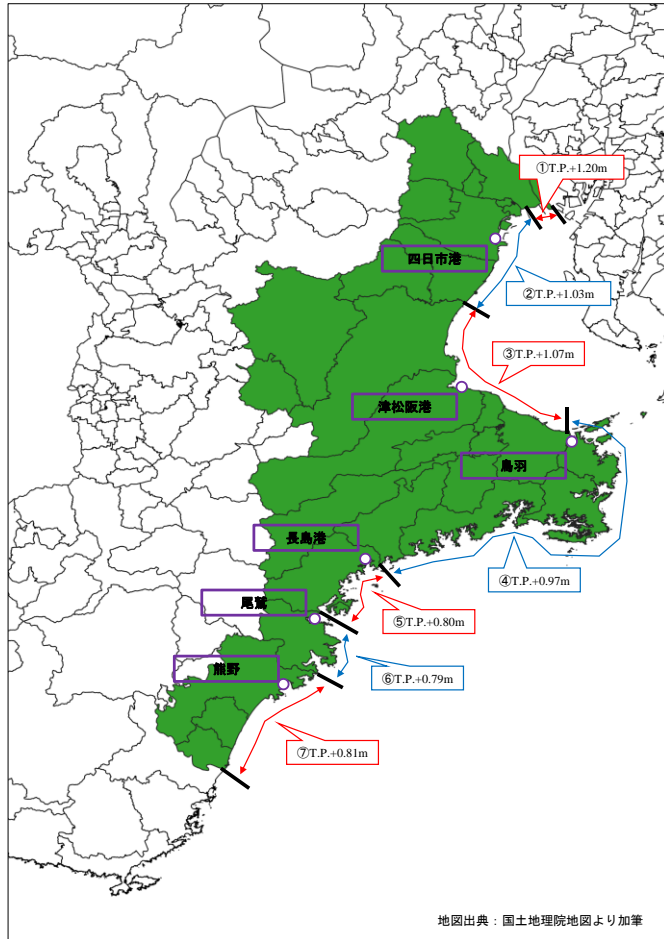 ①T.P.+1.20m
四日市港
②T.P.+1.03m
③T.P.+1.07m
津松阪港
鳥羽
長島港
④T.P.+0.97m
尾鷲
⑤T.P.+0.80m
熊野
⑥T.P.+0.79m
⑦T.P.+0.81m
地図出典：国土地理院地図より加筆